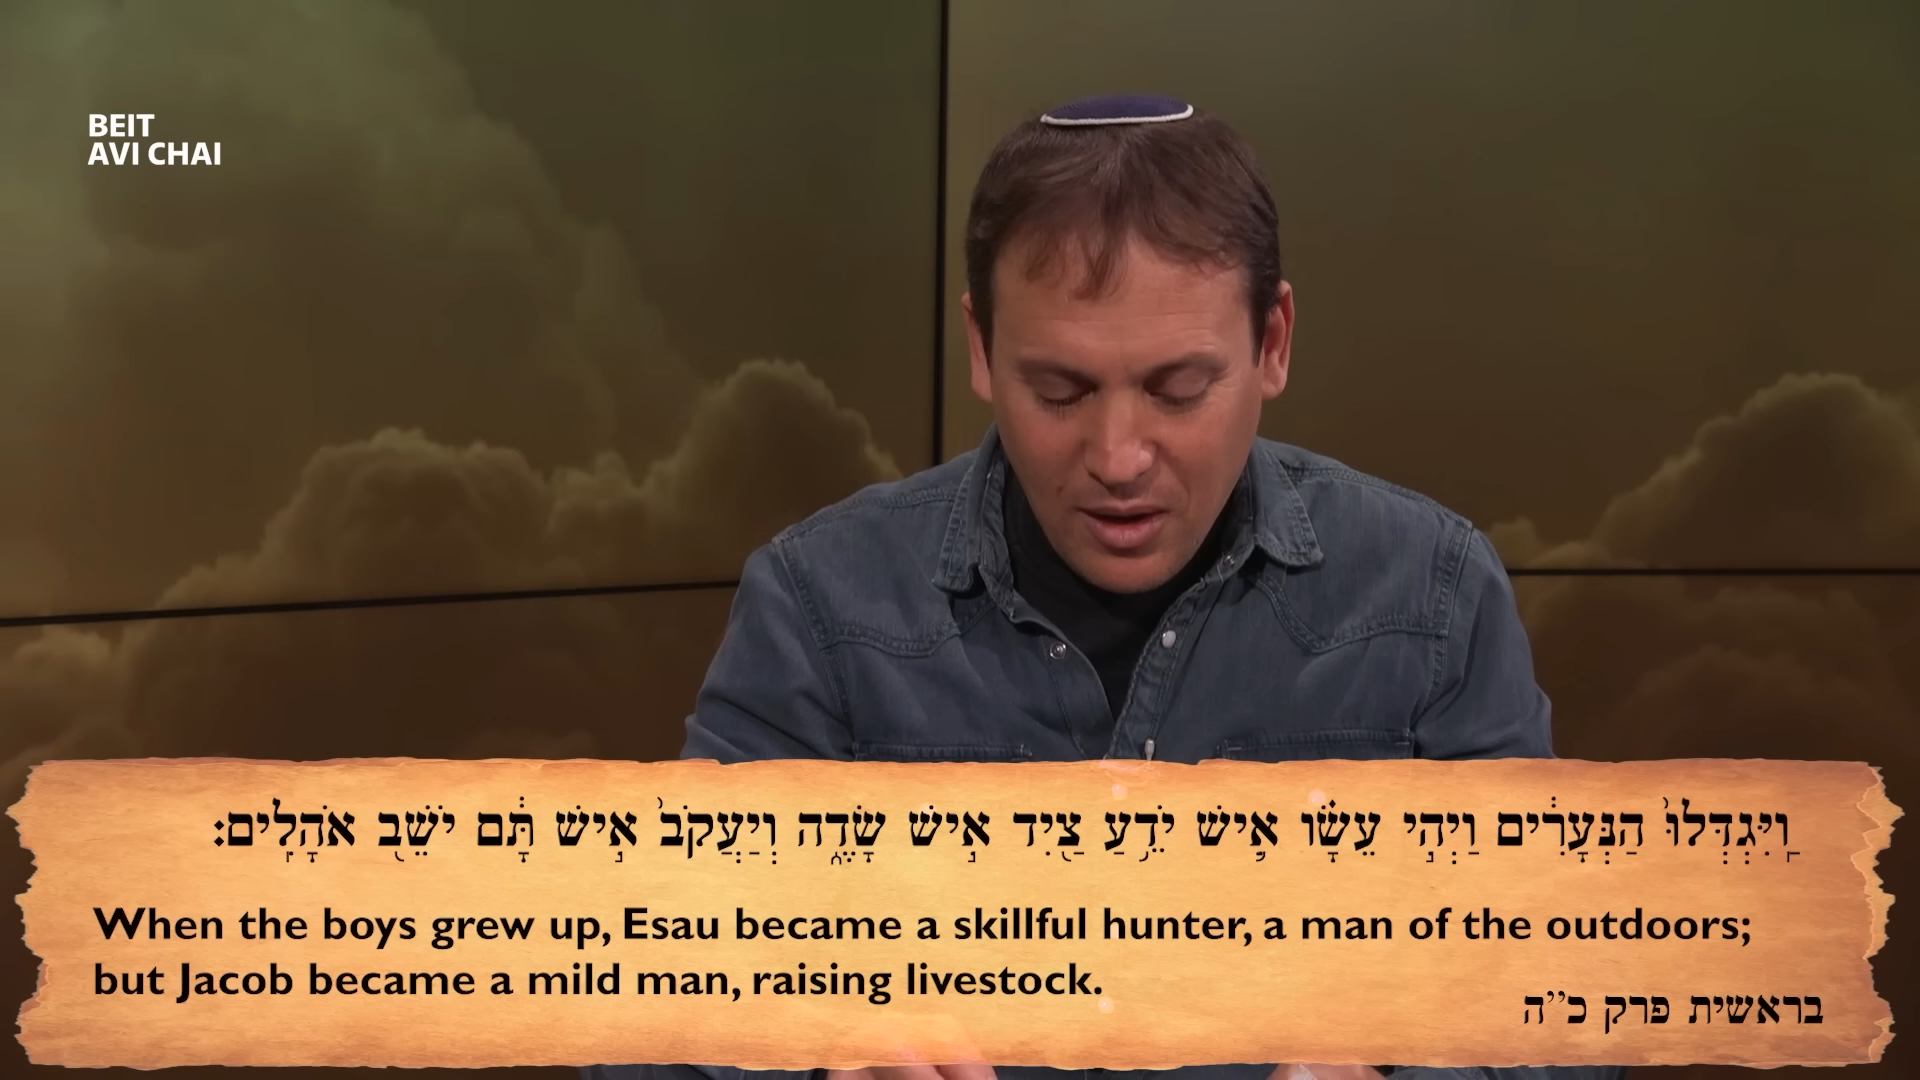 BEIT
AVI CHAI
וַֽיִּגְדְּלוּ֙ הַנְּעָרִ֔ים וַיְהִ֣י עֵשָׂ֗ו אִ֛ישׁ יֹדֵ֥עַ צַ֖יִד אִ֣ישׁ שָׂדֶ֑ה וְיַעֲקֹב֙ אִ֣ישׁ תָּ֔ם יֹשֵׁ֖ב אֹהָלִֽים׃
When the boys grew up, Esau became a skillful hunter, a man of the outdoors;
but Jacob became a mild man, raising livestock.
בראשית פרק כ''ה